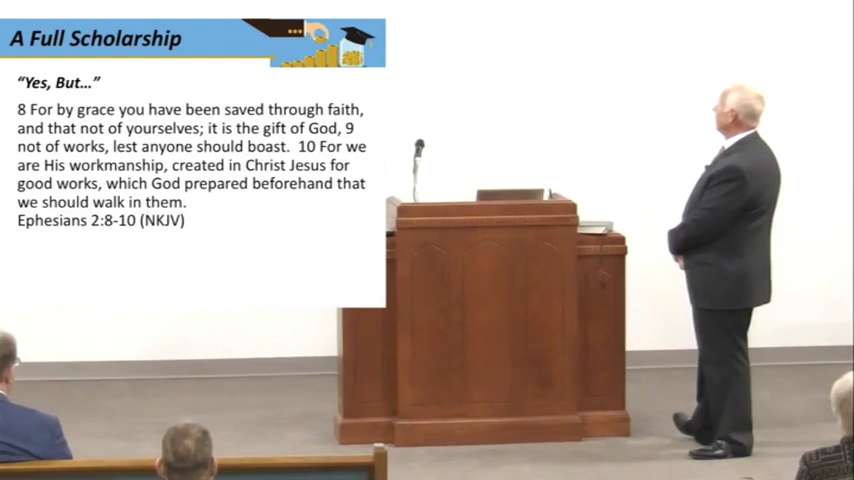 A Full Scholarship
“Yes, But…”
8 For by grace you have been saved through faith,
and that not of yourselves; it is the gift of God, 9
not of works, lest anyone should boast.  10 For we
are His workmanship, created in Christ Jesus for
good works, which God prepared beforehand that
we should walk in them.
Ephesians 2:8-10 (NKJV)